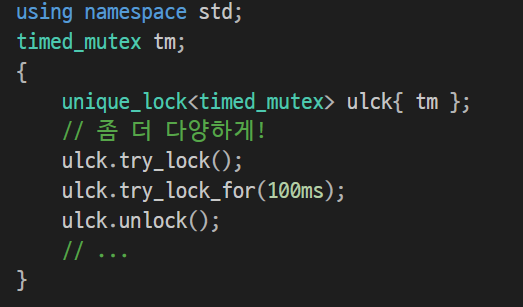 using namespace std;
timed_mutex tm;
{
    unique_lock<timed_mutex> ulck{ tm };
    // 좀 더 다양하게!
    ulck.try_lock();
    ulck.try_lock_for(100ms);
    ulck.unlock();
    // ...
}